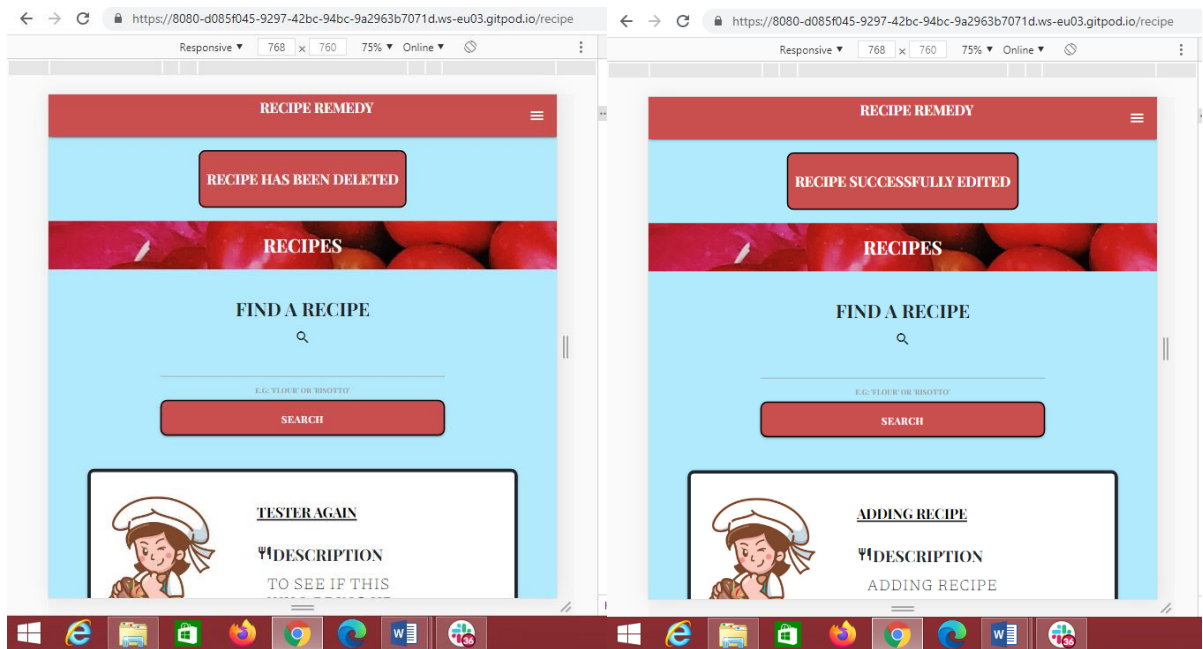 https://8080-d085f045-9297-42bc-94bc-9a2963b7071d.ws-eu03.gitpod.io/recipe
Responsive ▼ 768 x 760 75% ▼ Online ▼
RECIPE REMEDY
RECIPE HAS BEEN DELETED
RECIPES
FIND A RECIPE
E.G: 'FLOUR' OR 'RISOTTO'
SEARCH
TESTER AGAIN
DESCRIPTION
TO SEE IF THIS
36
https://8080-d085f045-9297-42bc-94bc-9a2963b7071d.ws-eu03.gitpod.io/recipe
Responsive ▼ 768 x 760 75% ▼ Online ▼
RECIPE REMEDY
RECIPE SUCCESSFULLY EDITED
RECIPES
FIND A RECIPE
E.G: 'FLOUR' OR 'RISOTTO'
SEARCH
ADDING RECIPE
DESCRIPTION
ADDING RECIPE
36